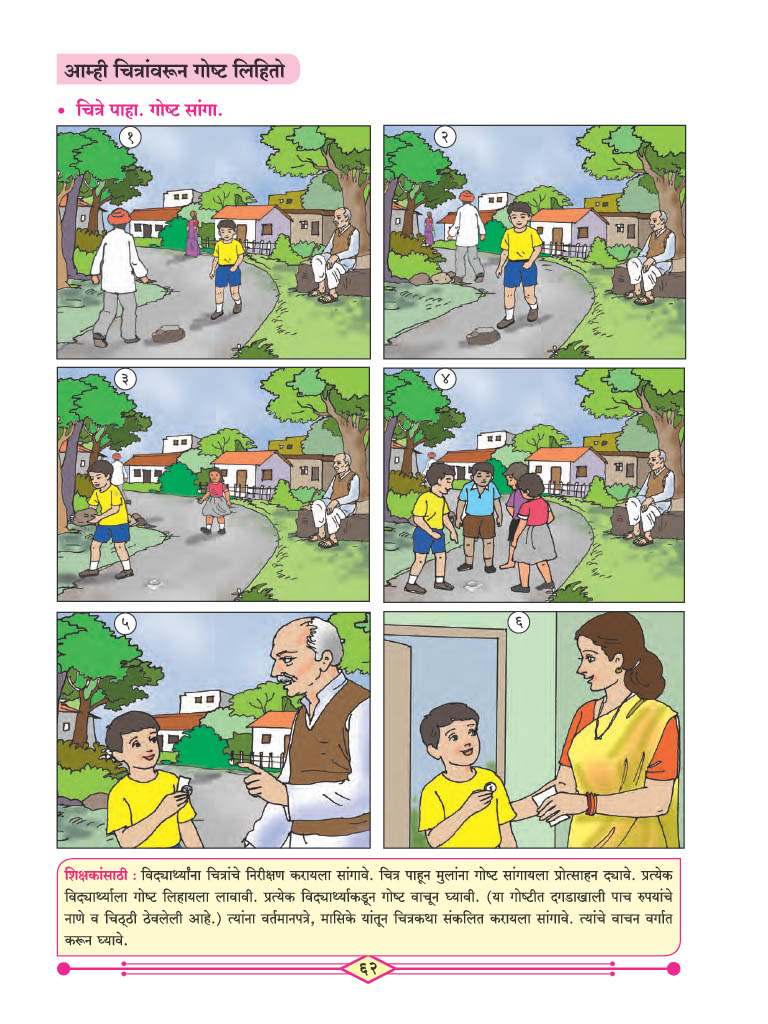 आम्ही चित्रांवरून गोष्ट लिहितो
• चित्रे पाहा. गोष्ट सांगा.
१
२
३
४
५
६
शिक्षकांसाठी : विद्यार्थ्यांना चित्रांचे निरीक्षण करायला सांगावे. चित्र पाहून मुलांना गोष्ट सांगायला प्रोत्साहन द्यावे. प्रत्येक
विद्यार्थ्याला गोष्ट लिहायला लावावी. प्रत्येक विद्यार्थ्याकडून गोष्ट वाचून घ्यावी. (या गोष्टीत दगडाखाली पाच रुपयांचे
नाणे व चिठ्ठी ठेवलेली आहे.) त्यांना वर्तमानपत्रे, मासिके यांतून चित्रकथा संकलित करायला सांगावे. त्यांचे वाचन वर्गात
करून घ्यावे.
६२